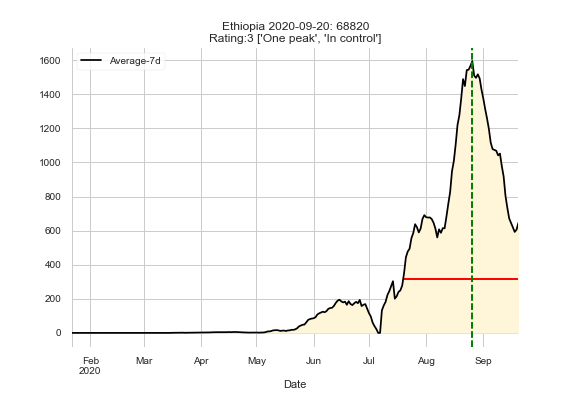 Ethiopia 2020-09-20: 68820
Rating:3 ['One peak', 'In control']
Average-7d
1600
1400
1200
1000
800
600
400
200
0
Feb Mar Apr May Jun Jul Aug Sep
2020
Date